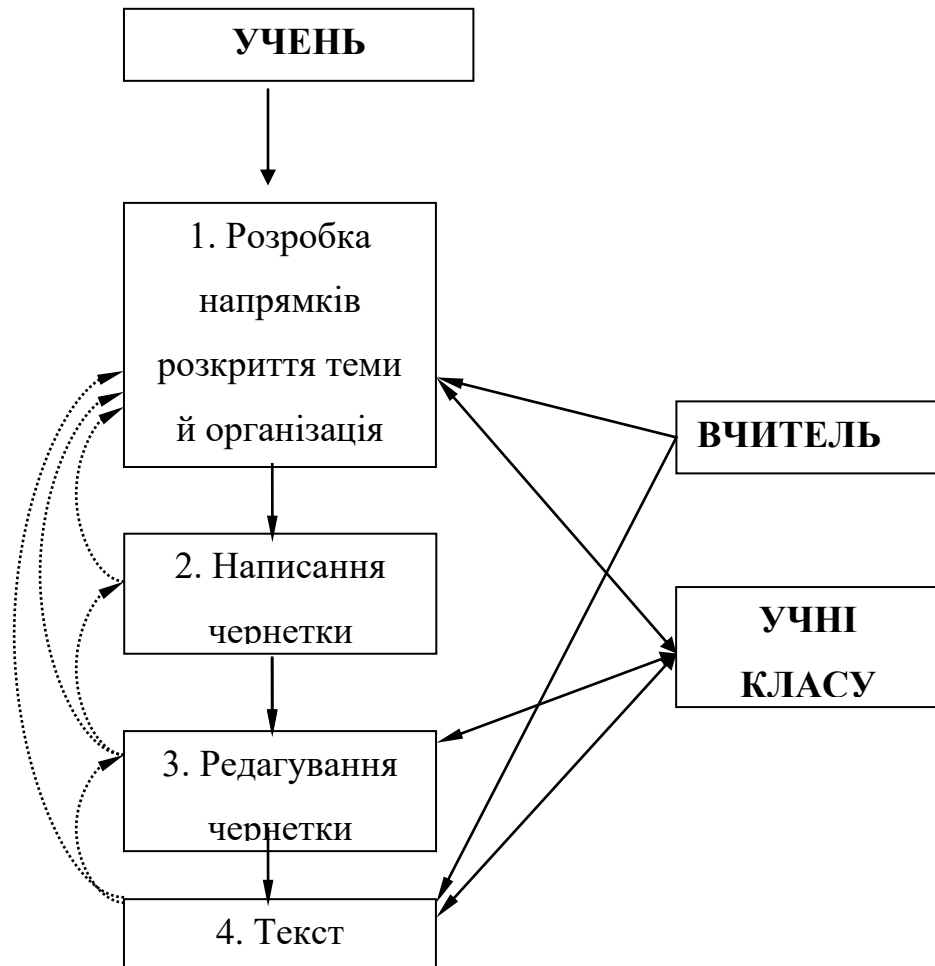 УЧЕНЬ
1. Розробка
напрямків
розкриття теми
й організація
ВЧИТЕЛЬ
2. Написання
чернетки
УЧНІ
КЛАСУ
3. Редагування
чернетки
4. Текст